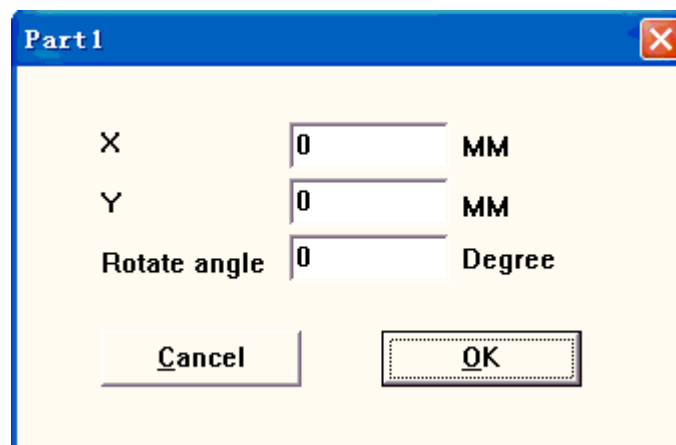 Part1
X 0 MM
Y 0 MM
Rotate angle 0 Degree
Cancel OK